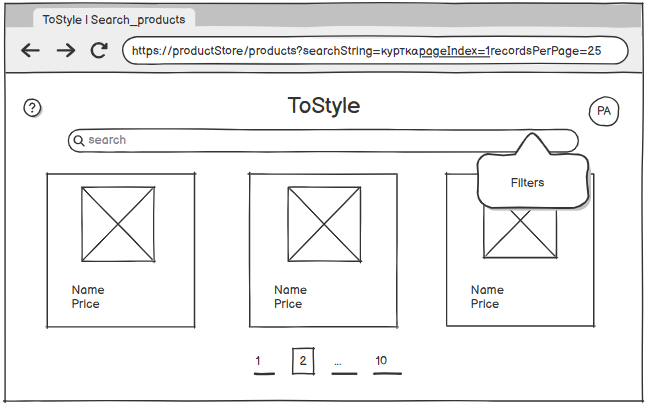 ToStyle | Search_products
https://productStore/products?searchString=курткаpageIndex=1recordsPerPage=25
? ToStyle PA
search
Filters
Name Name Name
Price Price Price
1 2 ... 10